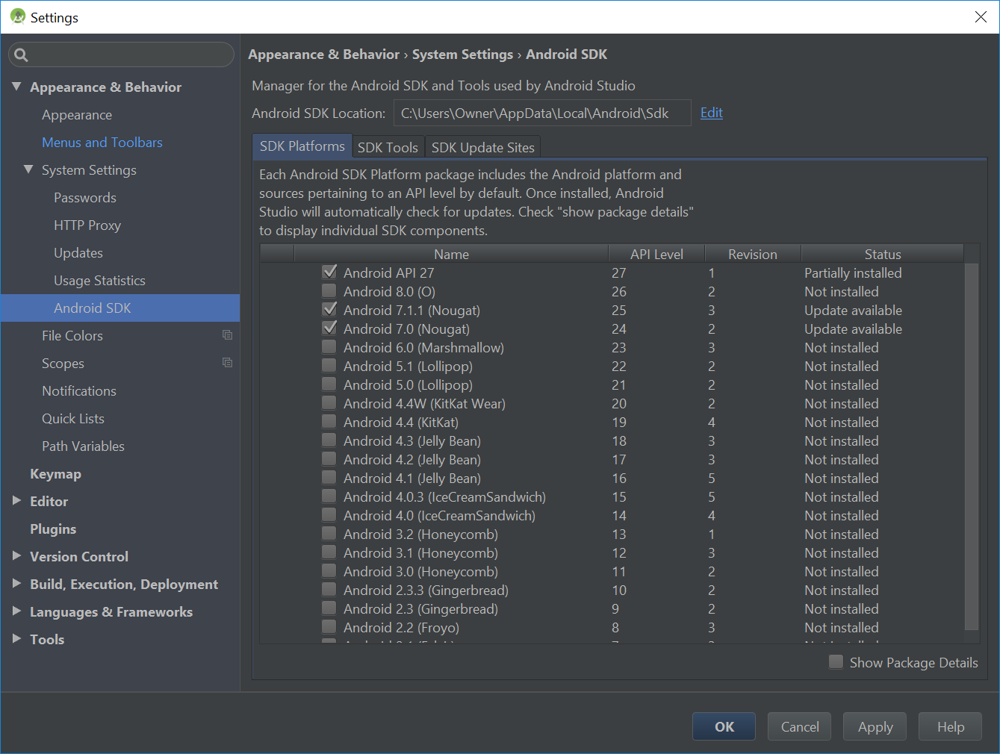 Settings
Appearance & Behavior
Appearance
Menus and Toolbars
System Settings
Passwords
HTTP Proxy
Updates
Usage Statistics
Android SDK
File Colors
Scopes
Notifications
Quick Lists
Path Variables
Keymap
Editor
Plugins
Version Control
Build, Execution, Deployment
Languages & Frameworks
Tools
Appearance & Behavior › System Settings › Android SDK
Manager for the Android SDK and Tools used by Android Studio
Android SDK Location: C:\Users\Owner\AppData\Local\Android\Sdk Edit
SDK Platforms SDK Tools SDK Update Sites
Each Android SDK Platform package includes the Android platform and
sources pertaining to an API level by default. Once installed, Android
Studio will automatically check for updates. Check "show package details"
to display individual SDK components.
Name API Level Revision Status
Android API 27 27 1 Partially installed
Android 8.0 (O) 26 2 Not installed
Android 7.1.1 (Nougat) 25 3 Update available
Android 7.0 (Nougat) 24 2 Update available
Android 6.0 (Marshmallow) 23 3 Not installed
Android 5.1 (Lollipop) 22 2 Not installed
Android 5.0 (Lollipop) 21 2 Not installed
Android 4.4W (KitKat Wear) 20 2 Not installed
Android 4.4 (KitKat) 19 4 Not installed
Android 4.3 (Jelly Bean) 18 3 Not installed
Android 4.2 (Jelly Bean) 17 3 Not installed
Android 4.1 (Jelly Bean) 16 5 Not installed
Android 4.0.3 (IceCreamSandwich) 15 5 Not installed
Android 4.0 (IceCreamSandwich) 14 4 Not installed
Android 3.2 (Honeycomb) 13 1 Not installed
Android 3.1 (Honeycomb) 12 3 Not installed
Android 3.0 (Honeycomb) 11 2 Not installed
Android 2.3.3 (Gingerbread) 10 2 Not installed
Android 2.3 (Gingerbread) 9 2 Not installed
Android 2.2 (Froyo) 8 3 Not installed
Show Package Details
OK Cancel Apply Help